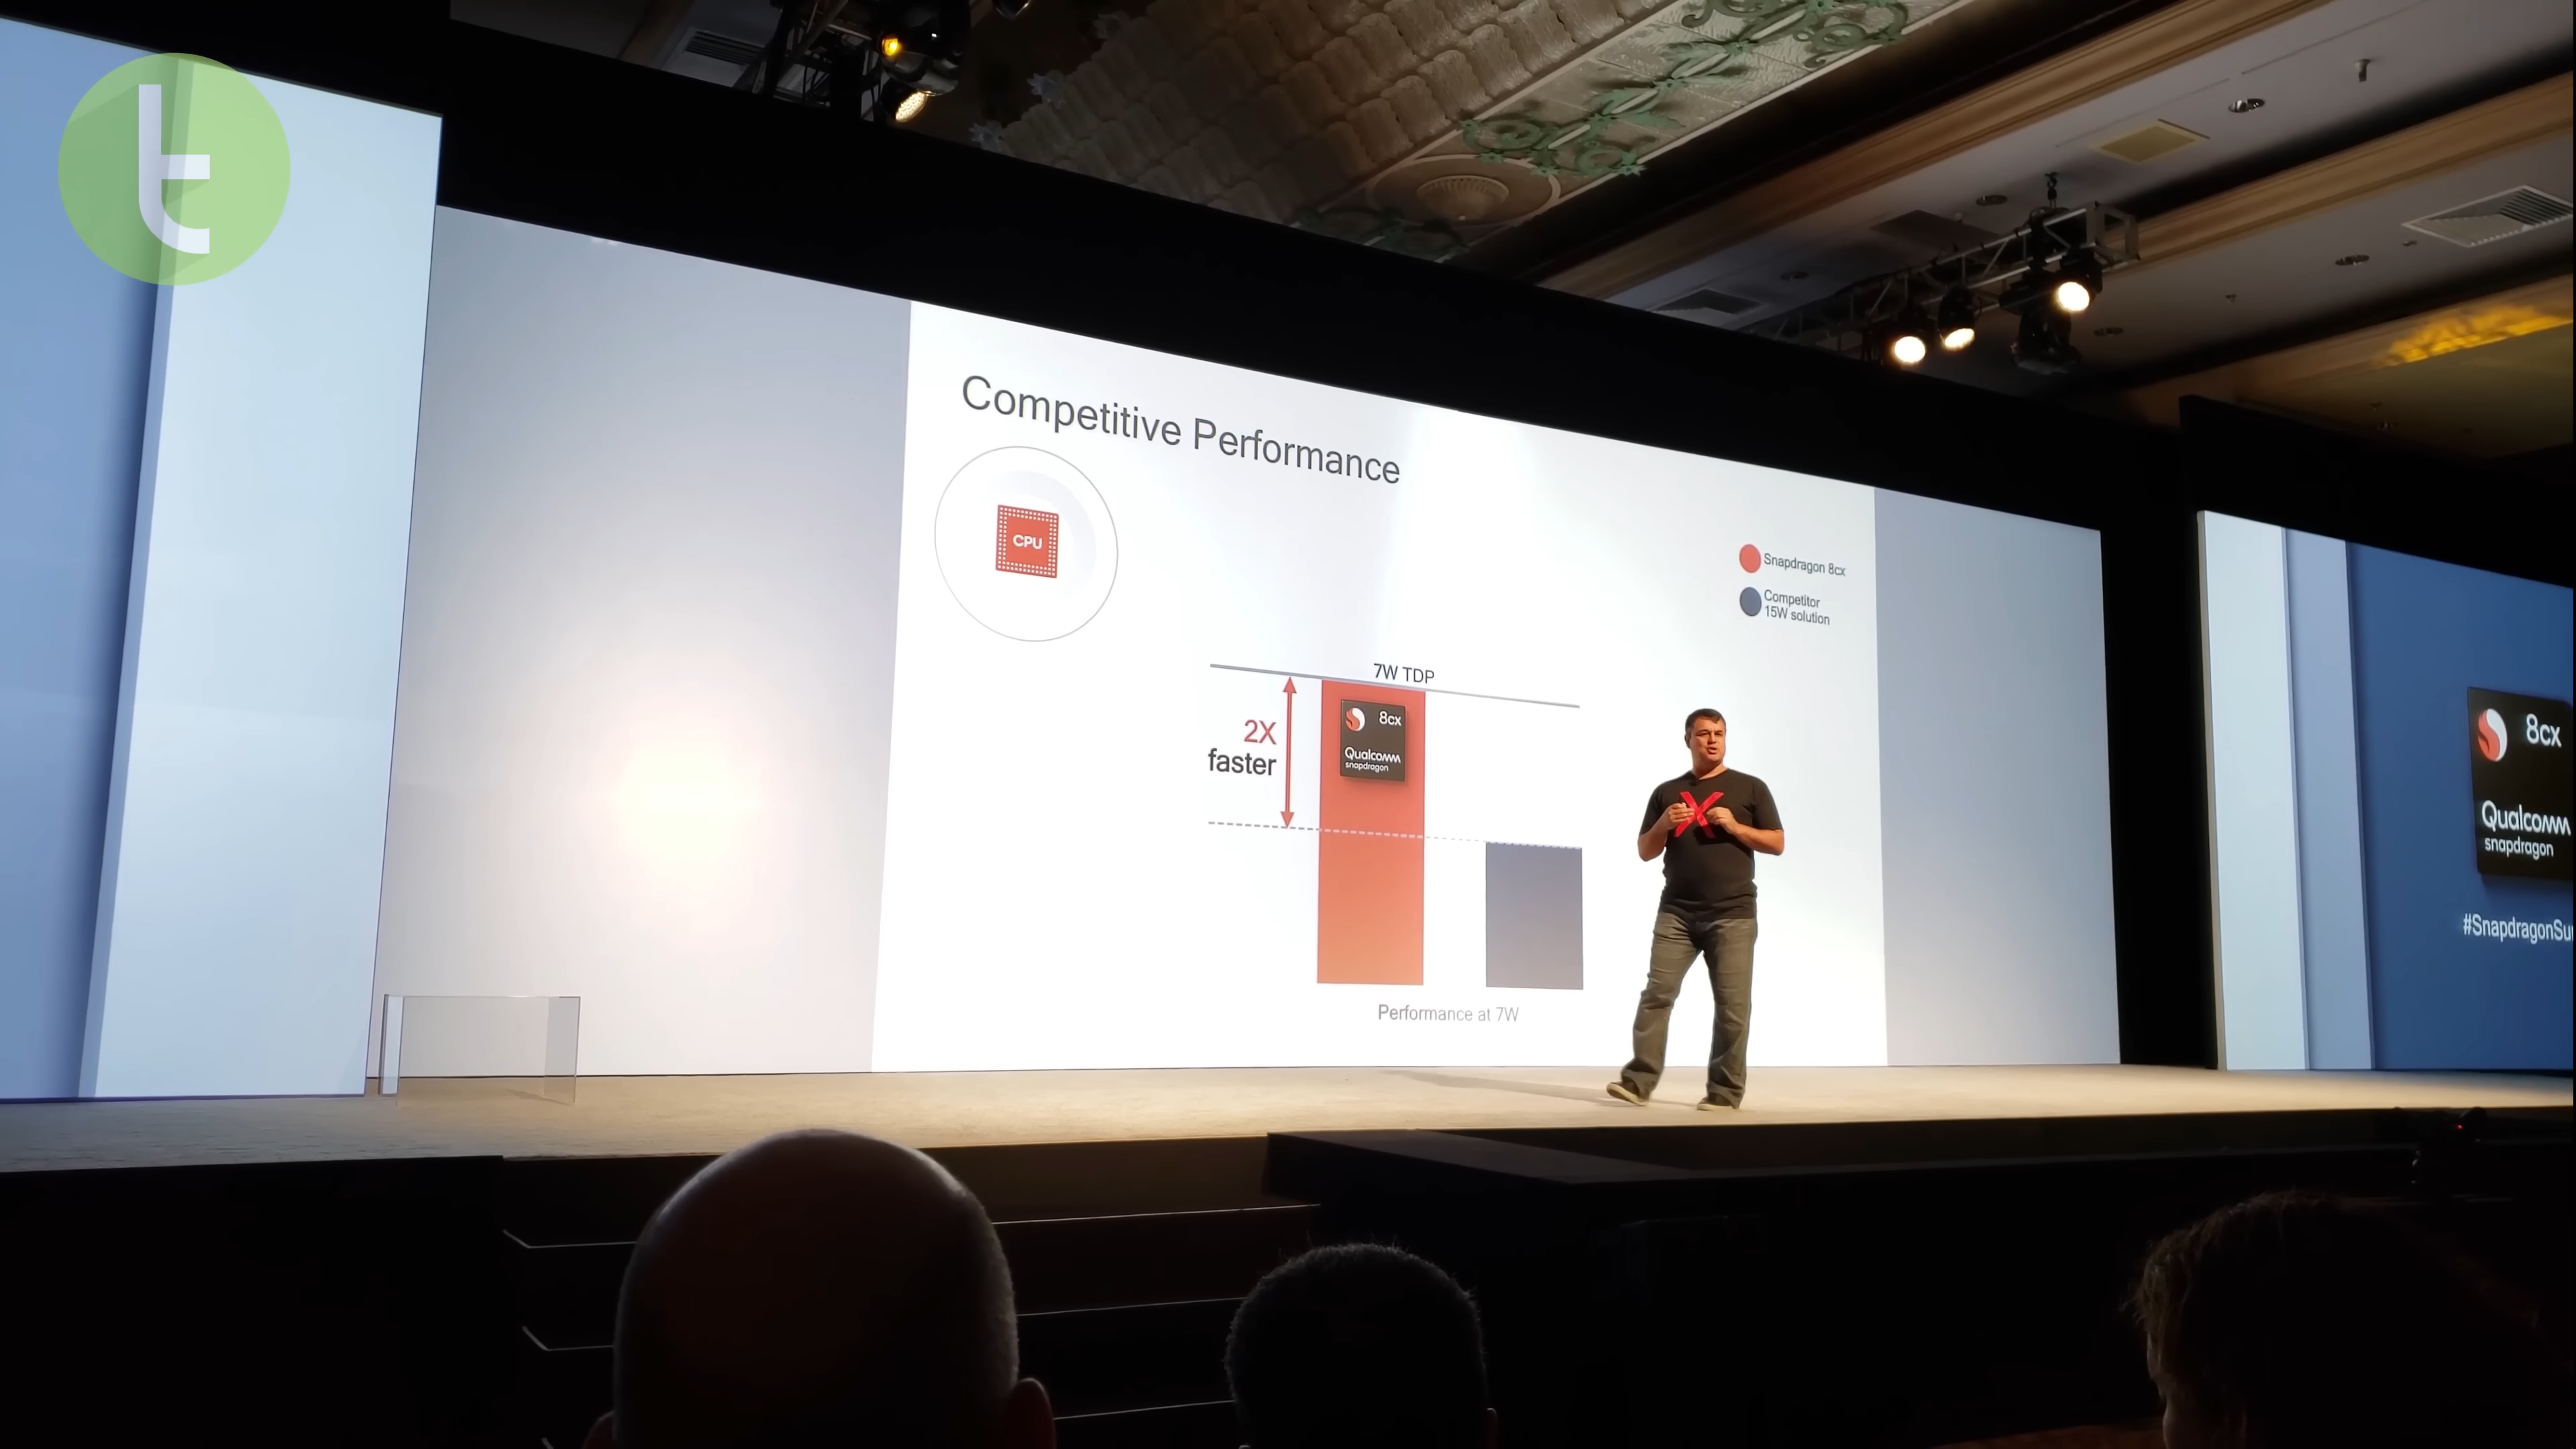 t
Competitive Performance
CPU
Snapdragon 8cx
Competitor
15W solution
7W TDP
2X
faster
8cx
Qualcomm
snapdragon
X
Performance at 7W
8cx
Qualcomm
snapdragon
#SnapdragonSu